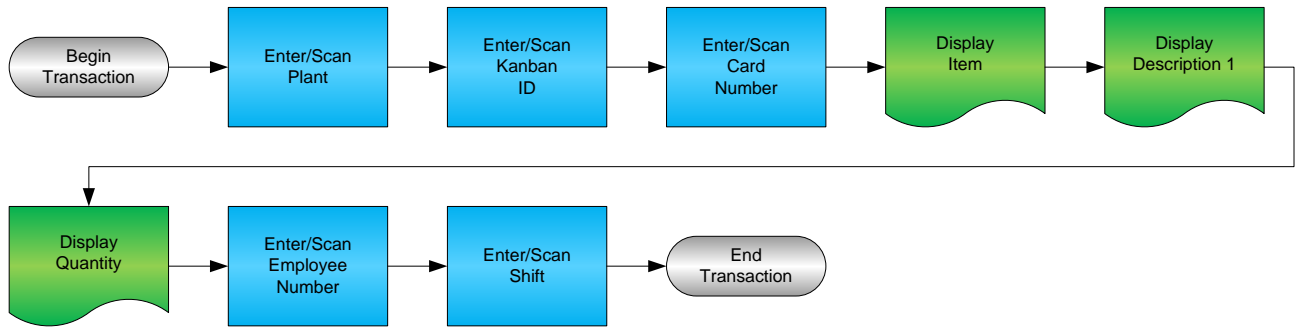 Begin
Transaction
Enter/Scan
Plant
Enter/Scan
Kanban
ID
Enter/Scan
Card
Number
Display
Item
Display
Description 1
Display
Quantity
Enter/Scan
Employee
Number
Enter/Scan
Shift
End
Transaction